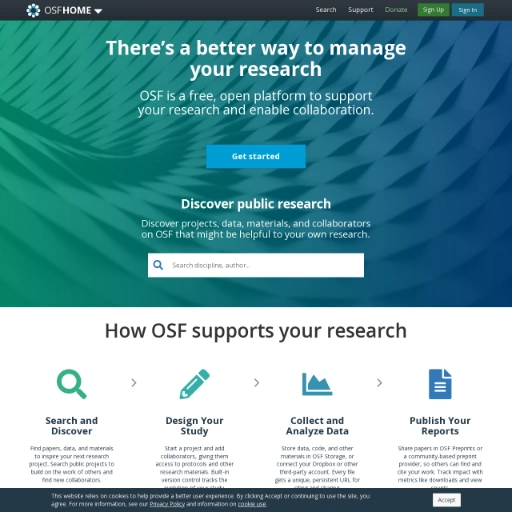 OSFHOME
Search
Support
Donate
Sign Up
Sign In
There's a better way to manage
your research
OSF is a free, open platform to support
your research and enable collaboration.
Get started
Discover public research
Discover projects, data, materials, and collaborators
on OSF that might be helpful to your own research.
Search discipline, author...
How OSF supports your research
Search and
Discover
Find papers, data, and materials
to inspire your next research
project. Search public projects to
build on the work of others and
find new collaborators.
Design Your
Study
Start a project and add
collaborators, giving them
access to protocols and other
research materials. Built-in
version control tracks the
evolution of your study.
Collect and
Analyze Data
Store data, code, and other
materials in OSF Storage, or
connect your Dropbox or other
third-party account. Every file
gets a unique, persistent URL for
citing and sharing.
Publish Your
Reports
Share papers in OSF Preprints or
a community-based preprint
provider, so others can find and
cite your work. Track impact with
metrics like downloads and view
counts.
This website relies on cookies to help provide a better user experience. By clicking Accept or continuing to use the site, you
agree. For more information, see our Privacy Policy and information on cookie use.
Accept